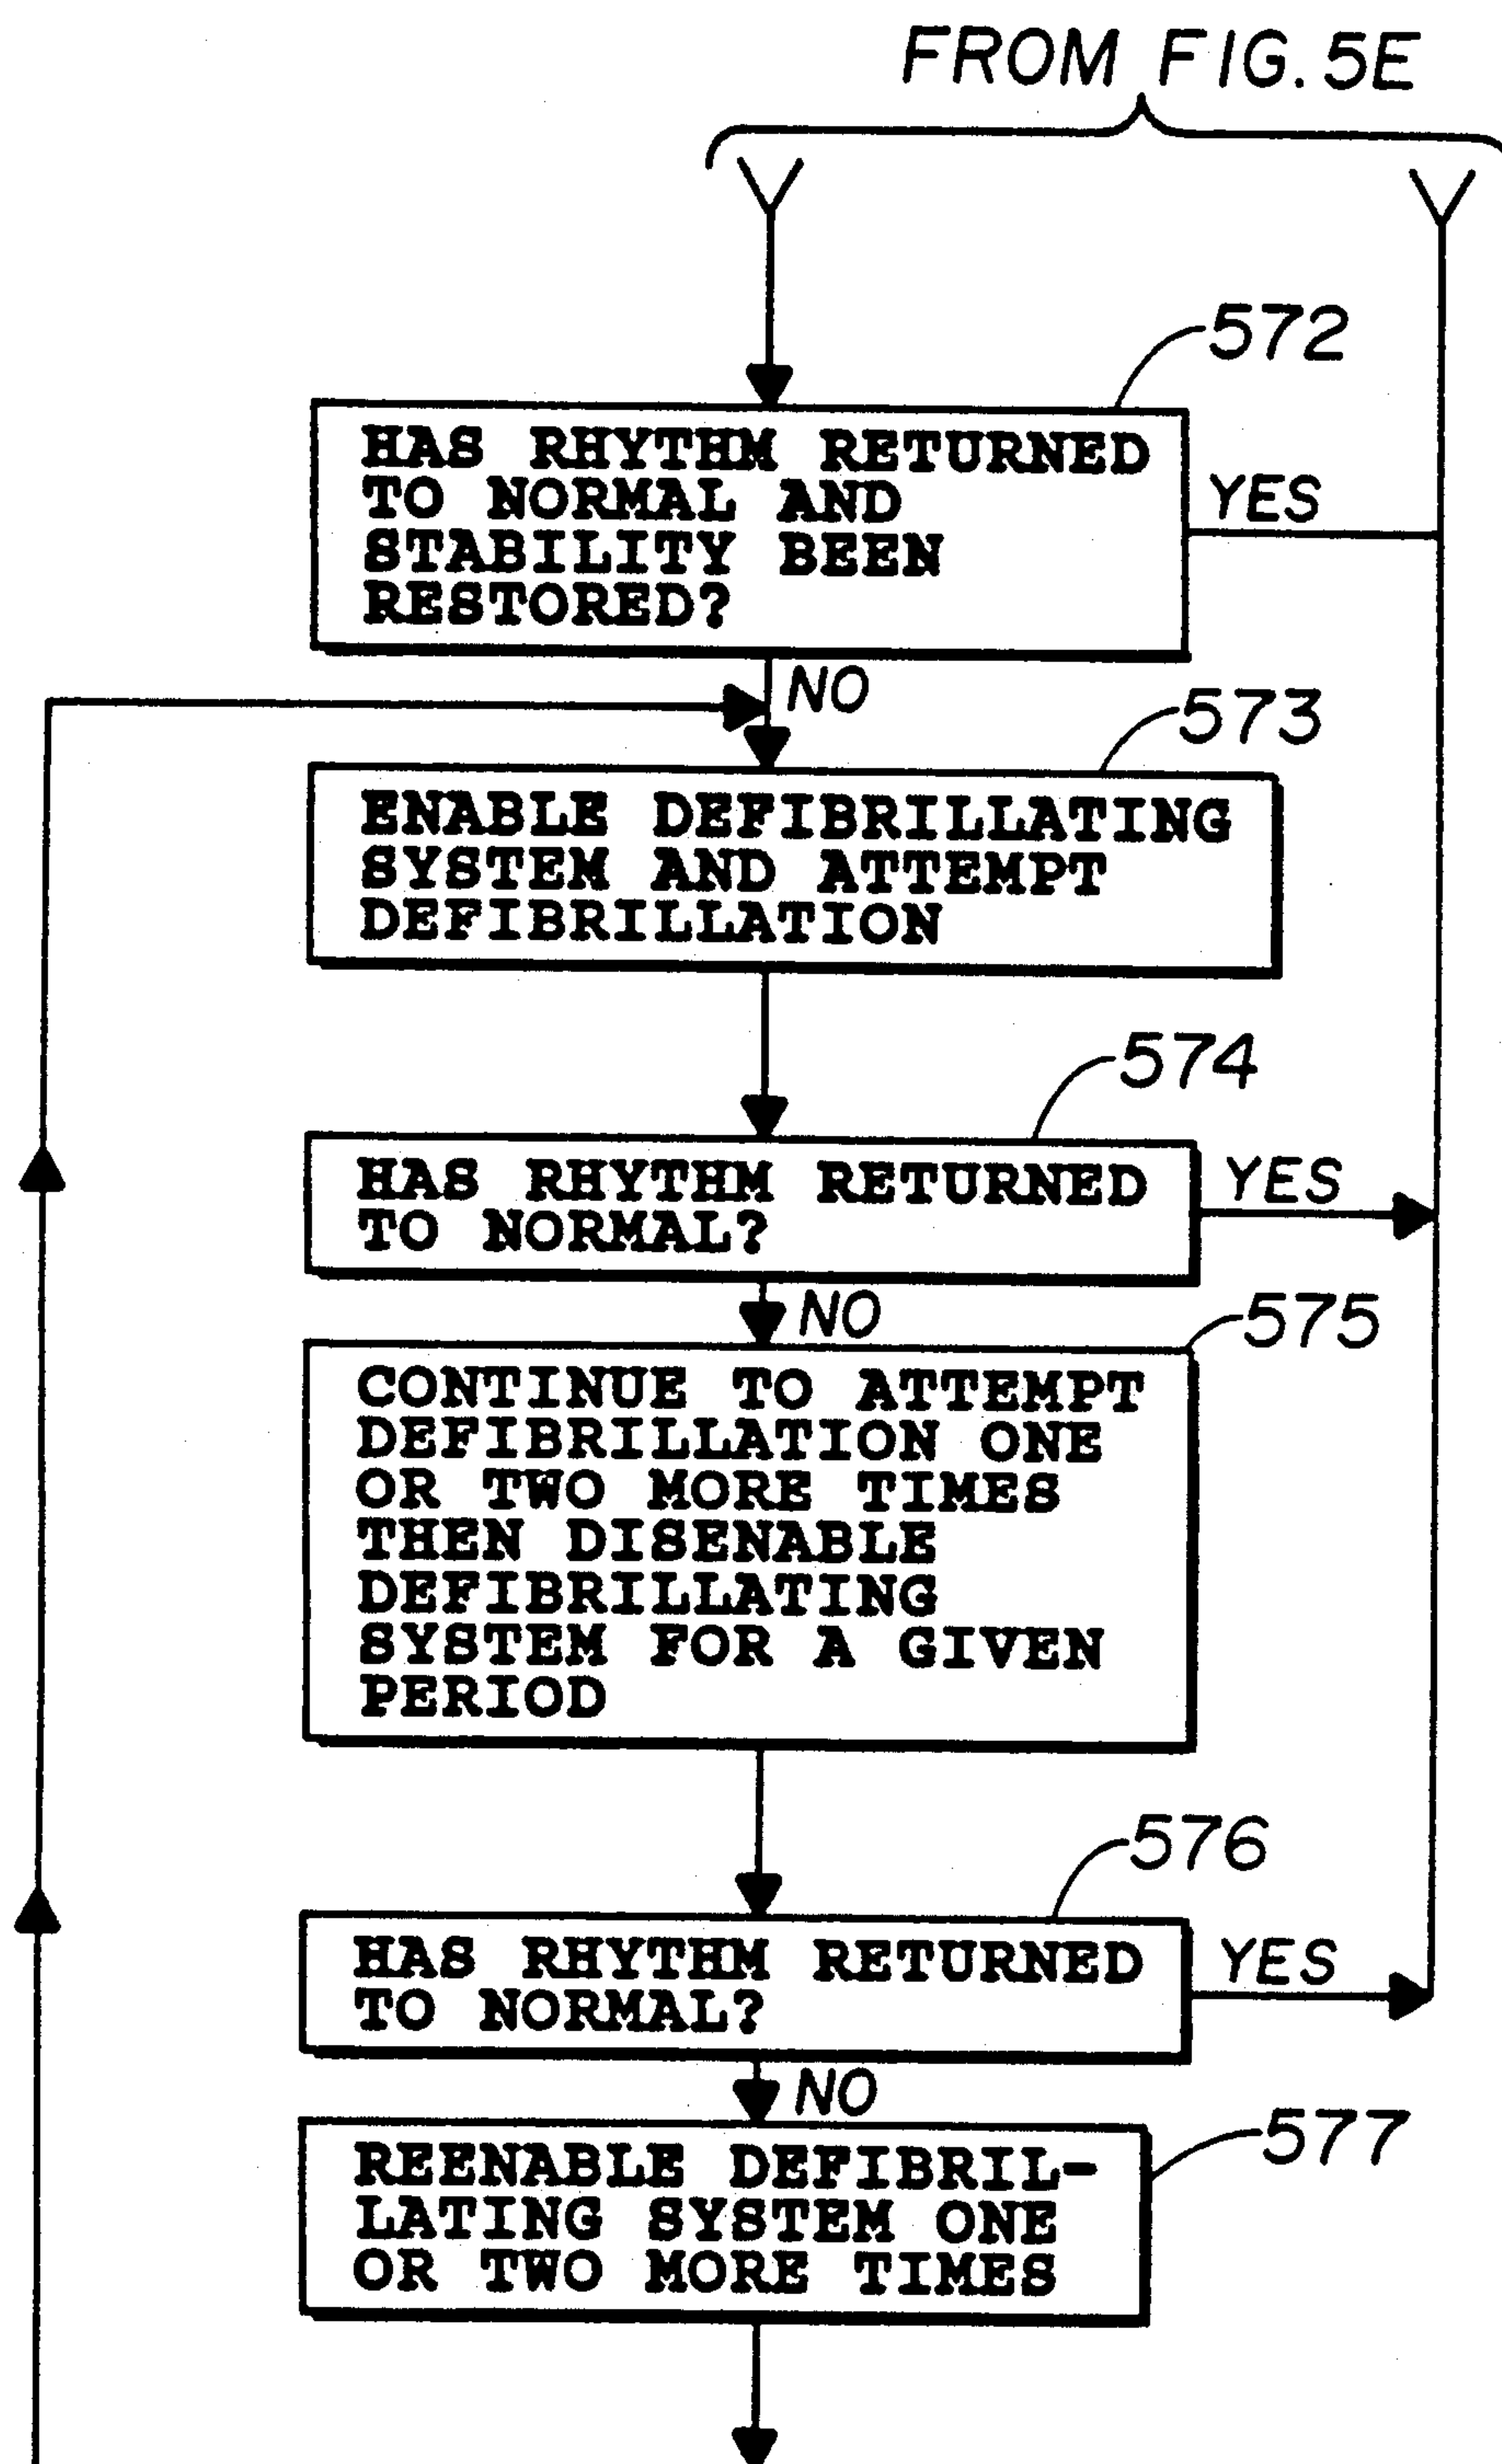 FROM FIG. 5E
572
HAS RHYTHM RETURNED
TO NORMAL AND
STABILITY BEEN
RESTORED?
YES
NO
573
ENABLE DEFIBRILLATING
SYSTEM AND ATTEMPT
DEFIBRILLATION
574
HAS RHYTHM RETURNED
TO NORMAL?
YES
NO
575
CONTINUE TO ATTEMPT
DEFIBRILLATION ONE
OR TWO MORE TIMES
THEN DISENABLE
DEFIBRILLATING
SYSTEM FOR A GIVEN
PERIOD
576
HAS RHYTHM RETURNED
TO NORMAL?
YES
NO
577
REENABLE DEFIBRIL-
LATING SYSTEM ONE
OR TWO MORE TIMES